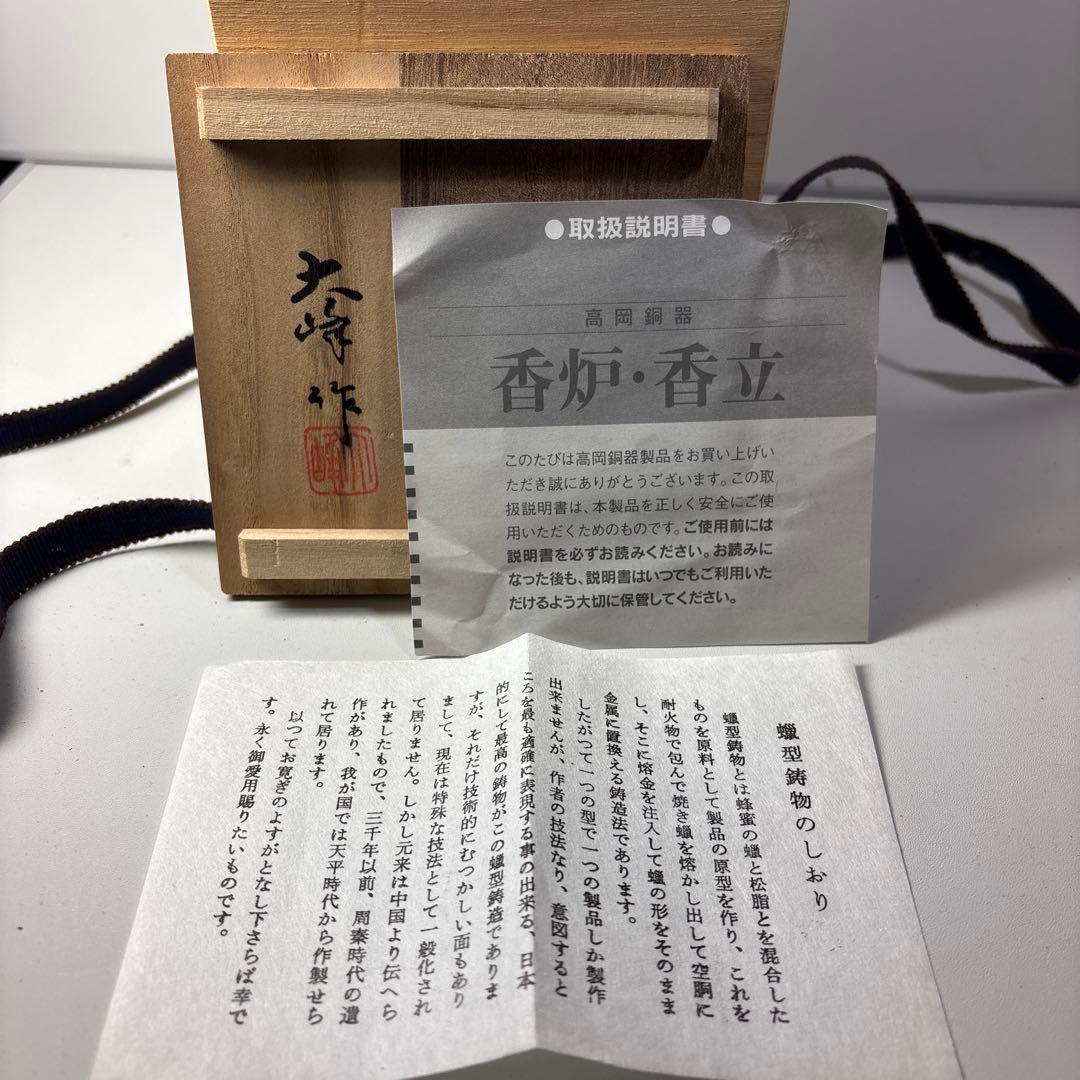 大峰作
大峰
●取扱説明書●
高岡銅器
香炉・香立
このたびは高岡銅器製品をお買い上げい
ただき誠にありがとうございます。この取
扱説明書は、本製品を正しく安全にご使
用いただくためのものです。ご使用前には
説明書を必ずお読みください。お読みに
なった後も、説明書はいつでもご利用いた
だけるよう大切に保管してください。
蠟型鋳物のしおり
蠟型鋳物とは蜂蜜の蠟と松脂とを混合した
ものを原料として製品の原型を作り、これを
耐火物で包んで焼き蠟を熔かし出して空胴に
し、そこに熔金を注入して蠟の形をそのまま
金属に置換える鋳造法であります。
したがつて一つの型で一つの製品しか製作
出来ませんが、作者の技法なり、意図すると
ころを最も適確に表現する事の出来る、日本
的にして最高の鋳物がこの蠟型鋳造でありま
すが、それだけ技術的にむつかしい面もあり
まして、現在は特殊な技法として一般化され
て居りません。しかし元来は中国より伝へら
れましたもので、三千年以前、周秦時代の遺
作があり、我が国では天平時代から作製せら
れて居ります。
以つてお寛ぎのよすがとなし下さらば幸で
す。永く御愛用賜りたいものです。